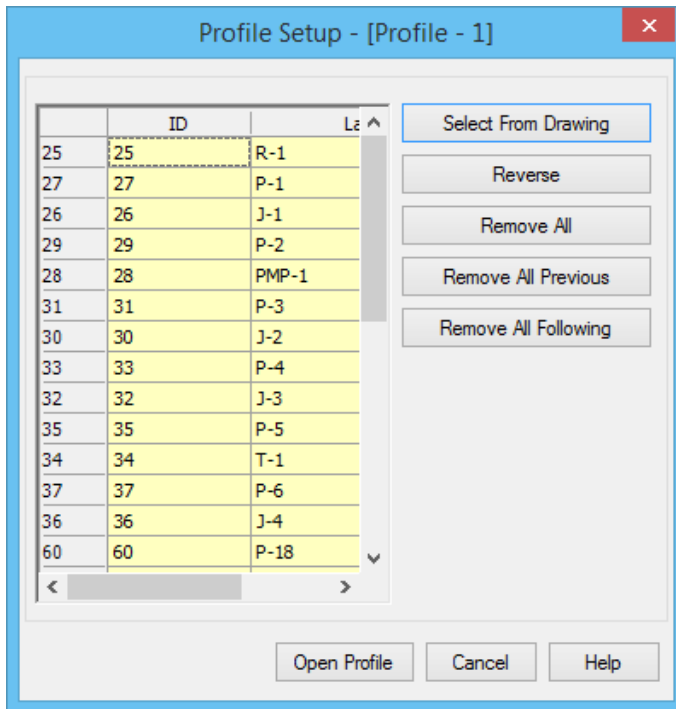 Profile Setup - [Profile - 1]
ID La
25 25 R-1
27 27 P-1
26 26 J-1
29 29 P-2
28 28 PMP-1
31 31 P-3
30 30 J-2
33 33 P-4
32 32 J-3
35 35 P-5
34 34 T-1
37 37 P-6
36 36 J-4
60 60 P-18
Select From Drawing
Reverse
Remove All
Remove All Previous
Remove All Following
Open Profile Cancel Help